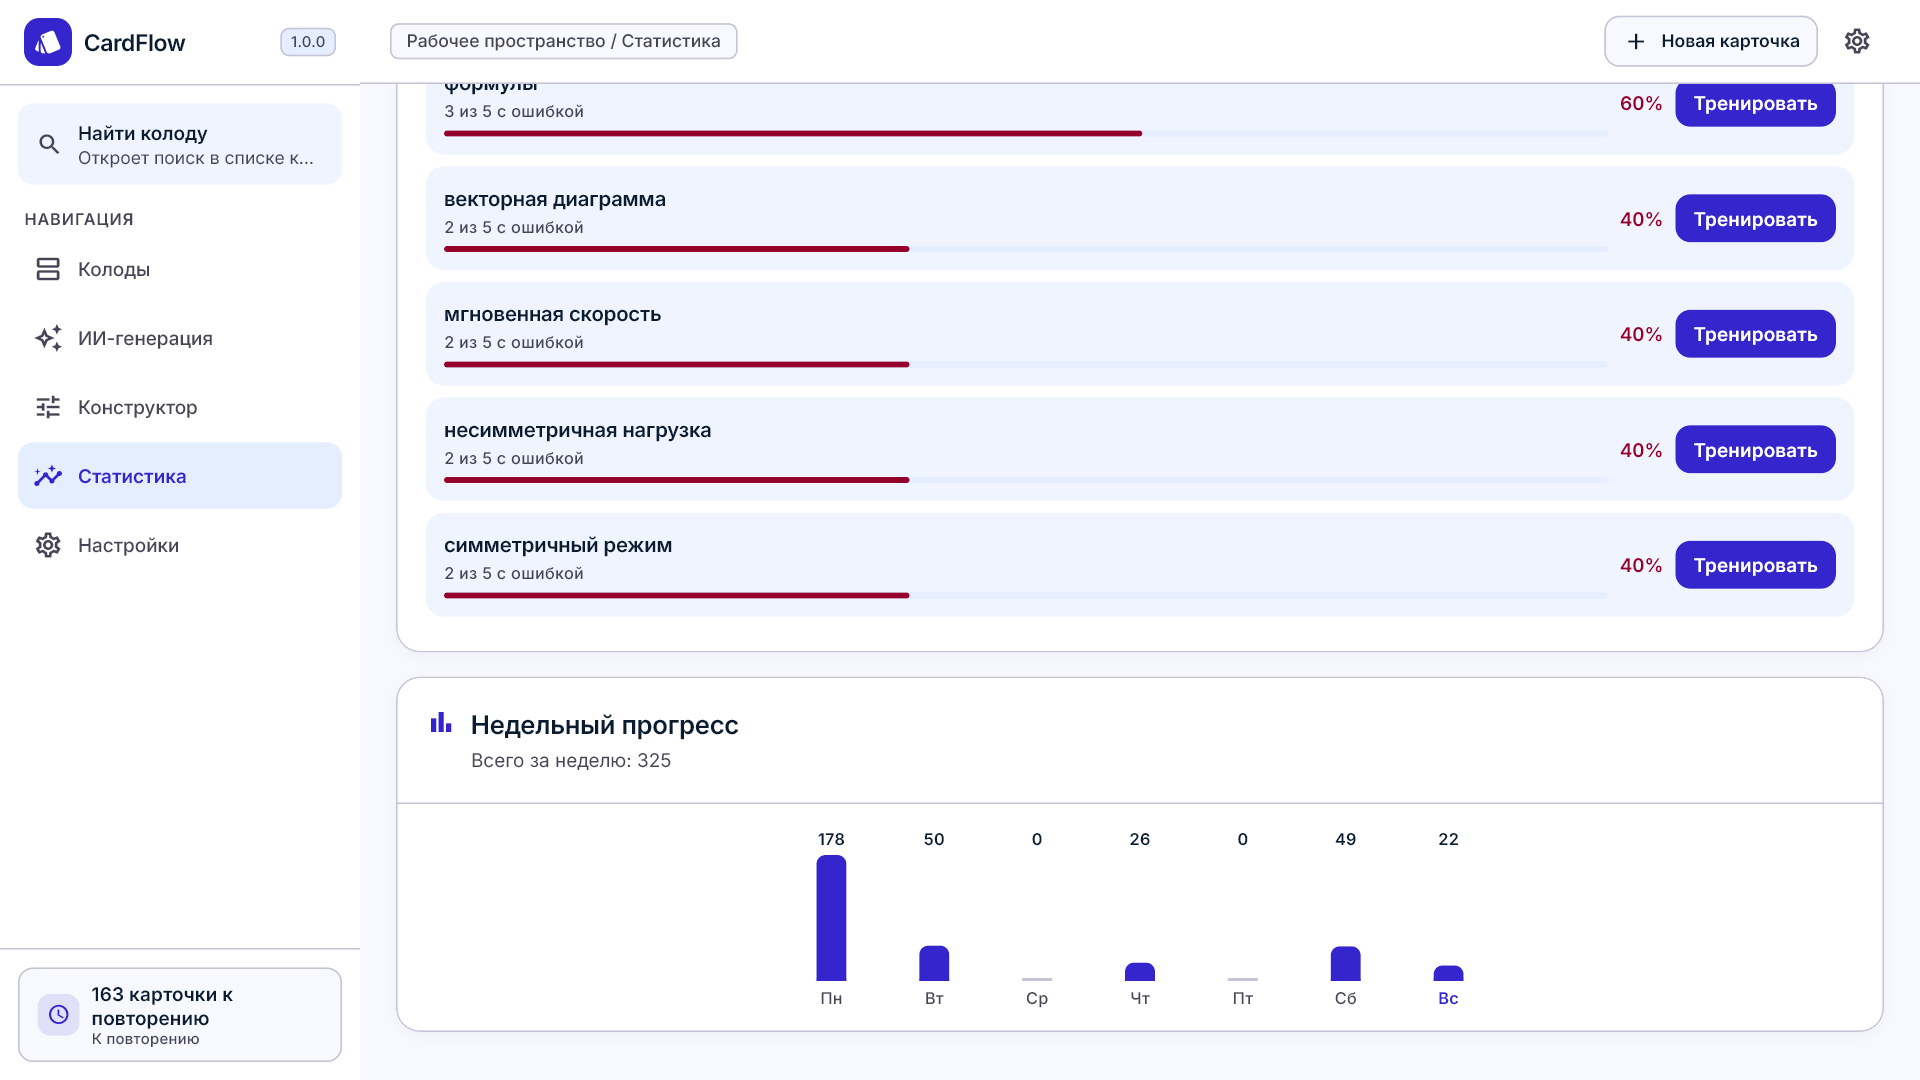 CardFlow
1.0.0
Рабочее пространство / Статистика
Новая карточка
Найти колоду
Откроет поиск в списке к...
НАВИГАЦИЯ
Колоды
ИИ-генерация
Конструктор
Статистика
Настройки
163 карточки к
повторению
К повторению
формулы
3 из 5 с ошибкой
60%
Тренировать
векторная диаграмма
2 из 5 с ошибкой
40%
Тренировать
мгновенная скорость
2 из 5 с ошибкой
40%
Тренировать
несимметричная нагрузка
2 из 5 с ошибкой
40%
Тренировать
симметричный режим
2 из 5 с ошибкой
40%
Тренировать
Недельный прогресс
Всего за неделю: 325
178 50 0 26 0 49 22
Пн Вт Ср Чт Пт Сб Вс